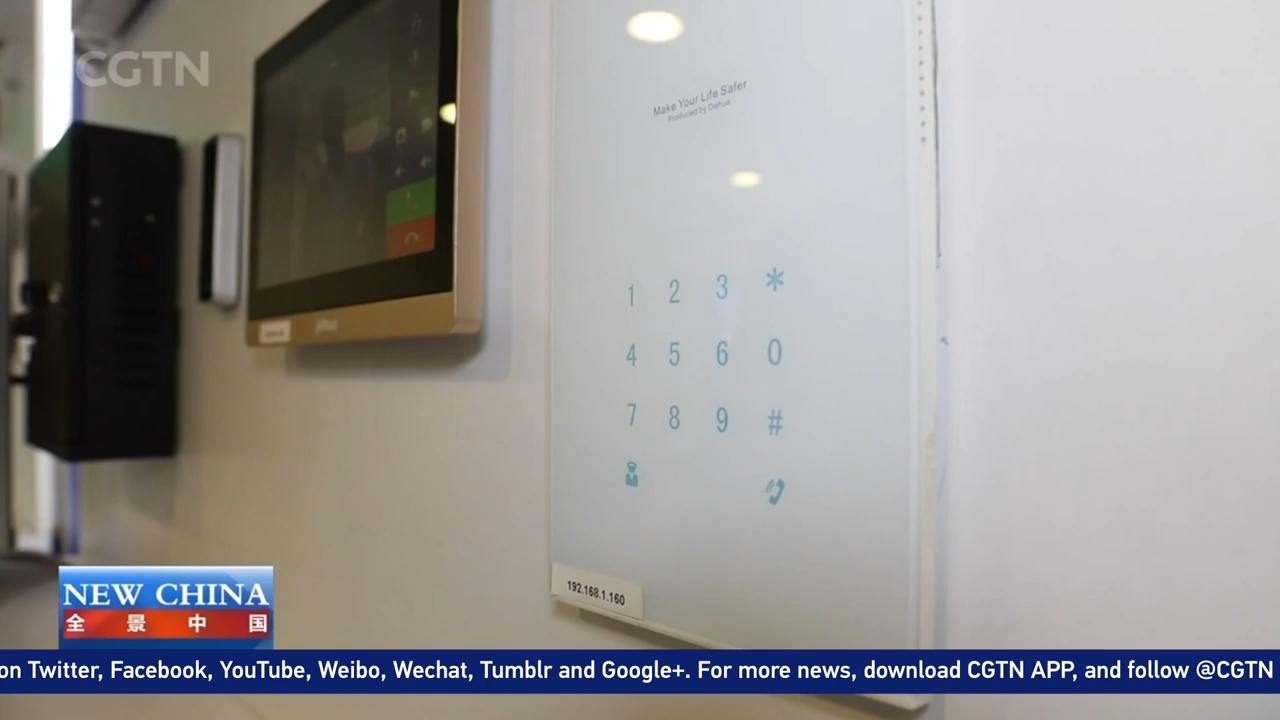 CGTN
Make Your Life Safer
Produced by Dahua
1 2 3 *
4 5 6 0
7 8 9 #
192.168.1.160
NEW CHINA
全景中国
on Twitter, Facebook, YouTube, Weibo, Wechat, Tumblr and Google+. For more news, download CGTN APP, and follow @CGTN